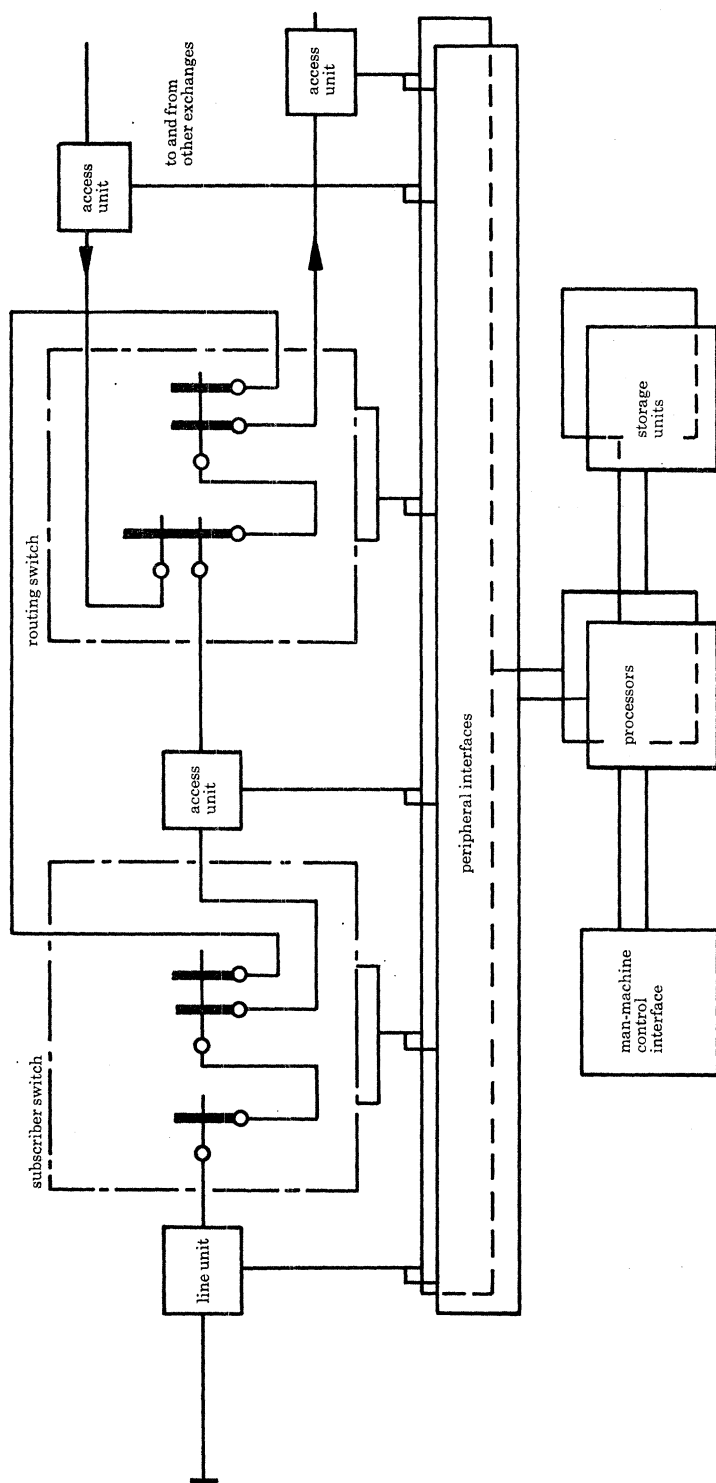 subscriber switch
routing switch
line unit
access
unit
access
unit
to and from
other exchanges
access
unit
peripheral interfaces
man-machine
control
interface
processors
storage
units